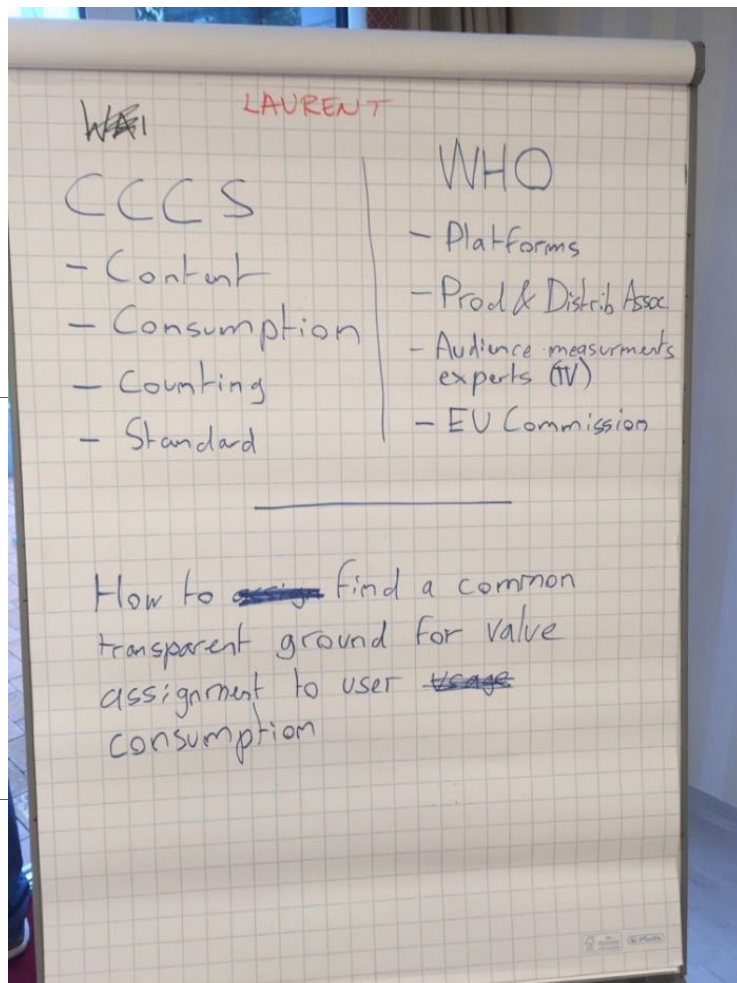 LAURENT
CCCS
- Content
- Consumption
- Counting
- Standard
WHO
- Platforms
- Prod & Distrib Assoc.
- Audience measurments
experts (TV)
- EU Commission
How to find a common
transparent ground for value
assignment to user
consumption